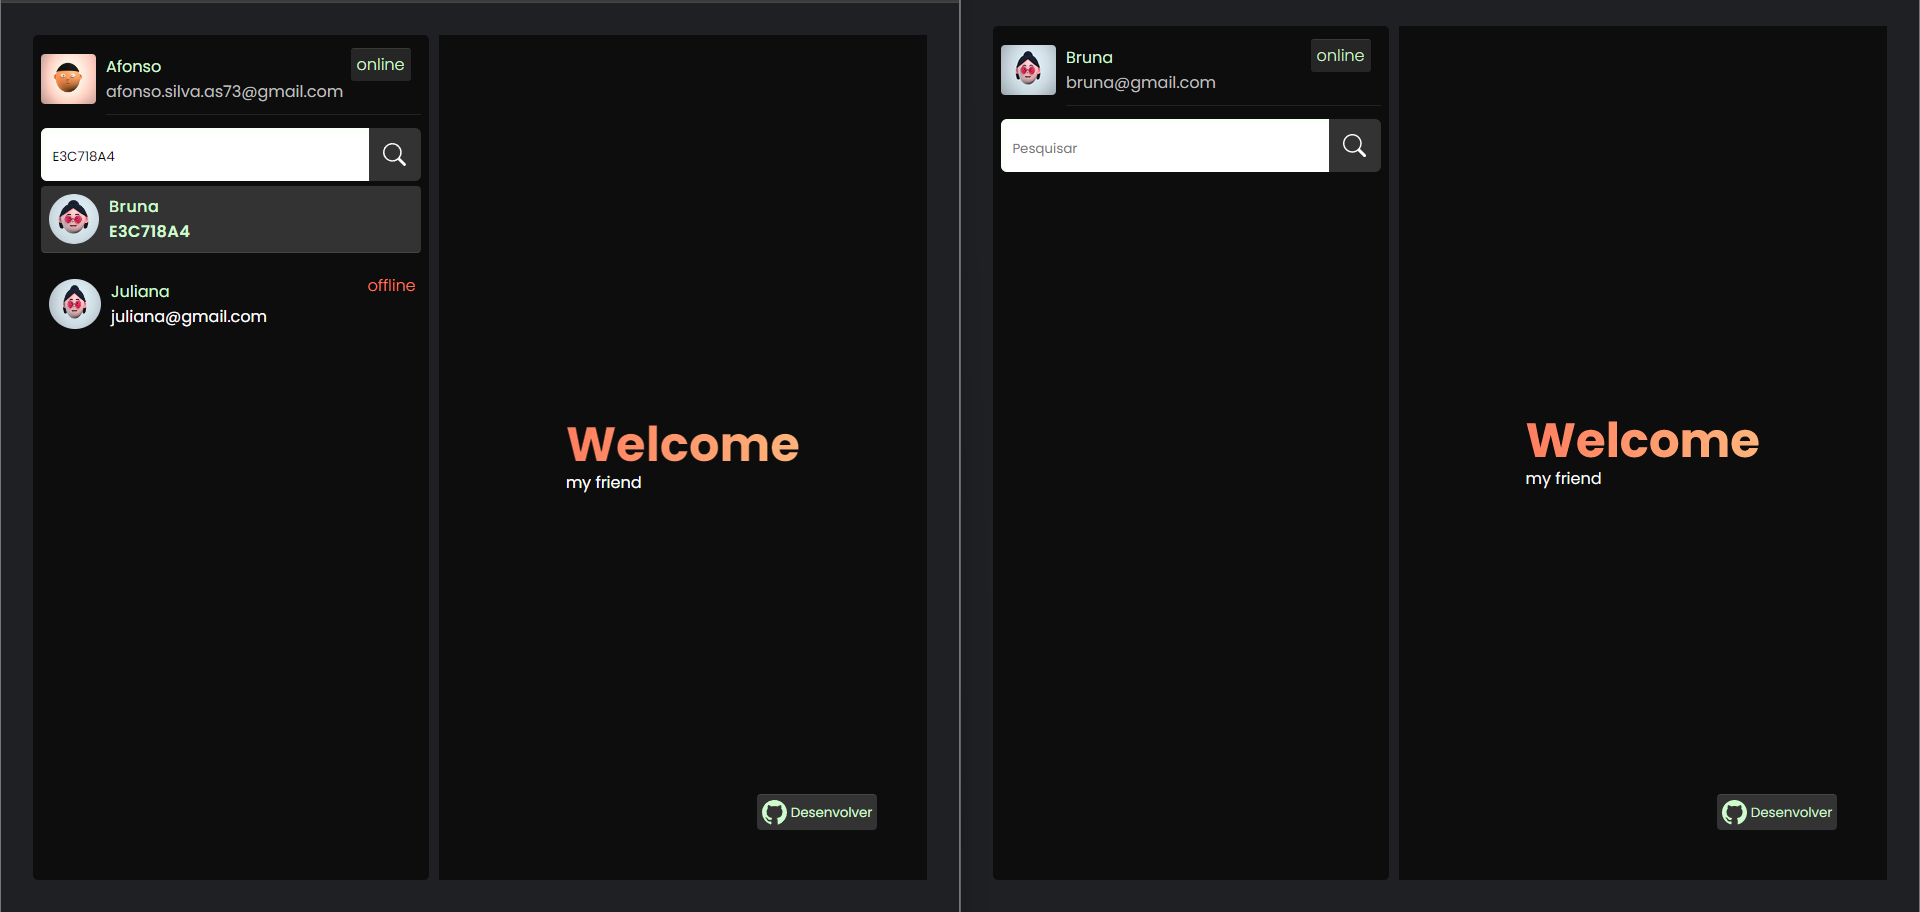 Afonso
online
afonso.silva.as73@gmail.com
E3C718A4
Bruna
E3C718A4
Juliana
offline
juliana@gmail.com
Welcome
my friend
Desenvolver
Bruna
online
bruna@gmail.com
Pesquisar
Welcome
my friend
Desenvolver